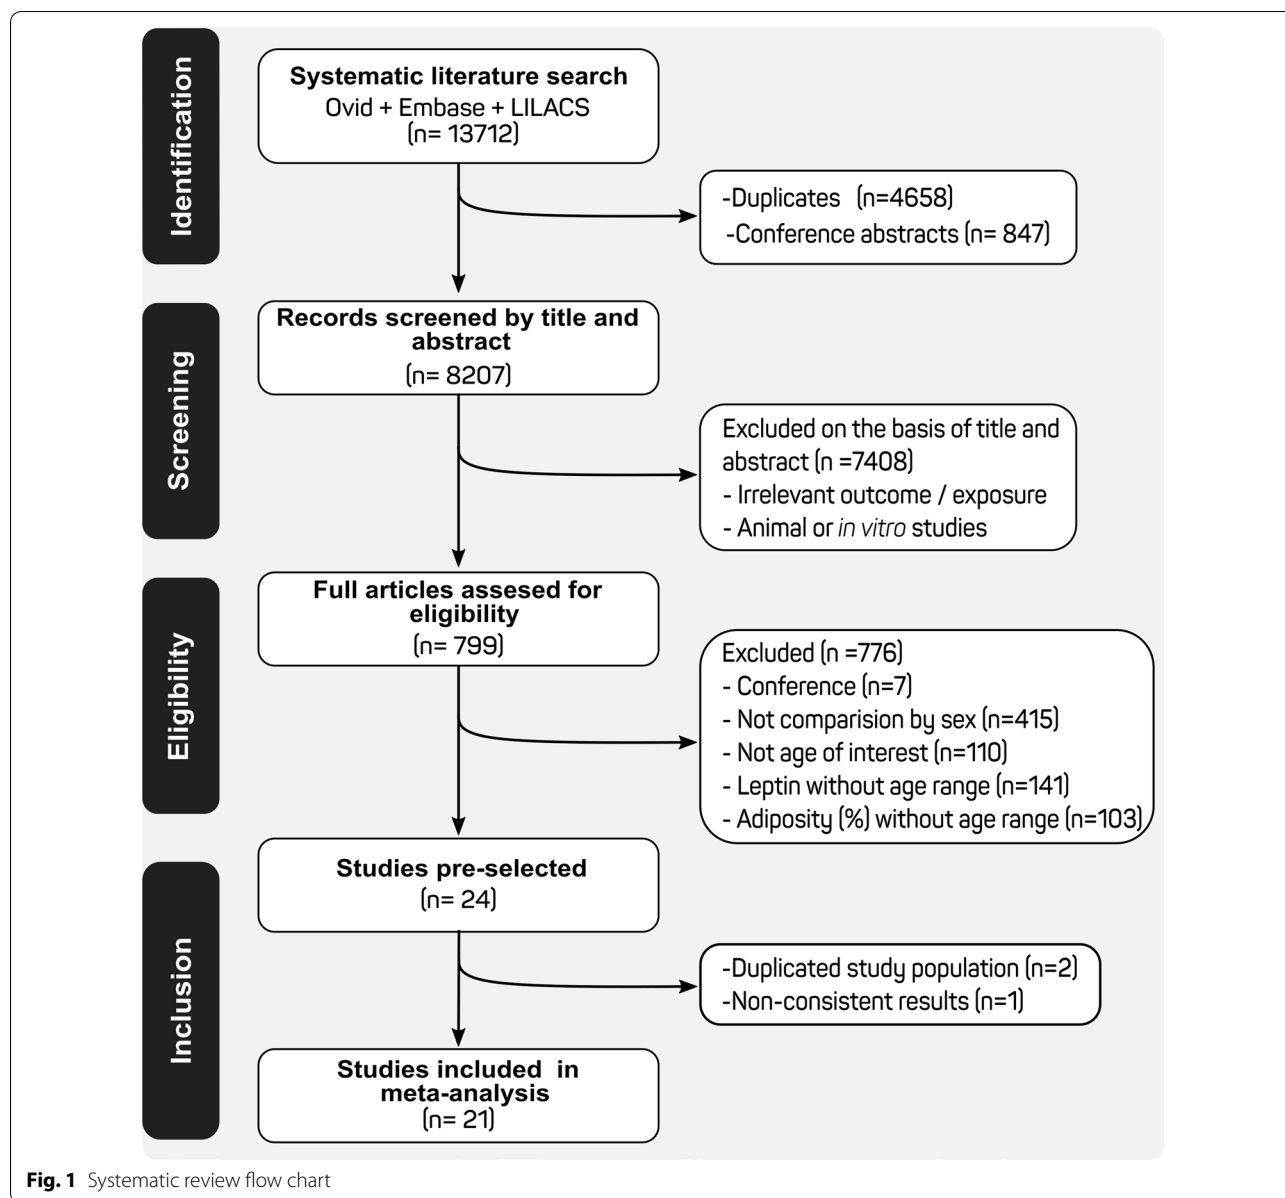 Identification
Systematic literature search
Ovid + Embase + LILACS
(n= 13712)
-Duplicates (n=4658)
-Conference abstracts (n= 847)
Screening
Records screened by title and
abstract
(n= 8207)
Excluded on the basis of title and
abstract (n =7408)
- Irrelevant outcome / exposure
- Animal or in vitro studies
Eligibility
Full articles assesed for
eligibility
(n= 799)
Excluded (n =776)
- Conference (n=7)
- Not comparision by sex (n=415)
- Not age of interest (n=110)
- Leptin without age range (n=141)
- Adiposity (%) without age range (n=103)
Inclusion
Studies pre-selected
(n= 24)
-Duplicated study population (n=2)
-Non-consistent results (n=1)
Studies included in
meta-analysis
(n= 21)
Fig. 1 Systematic review flow chart